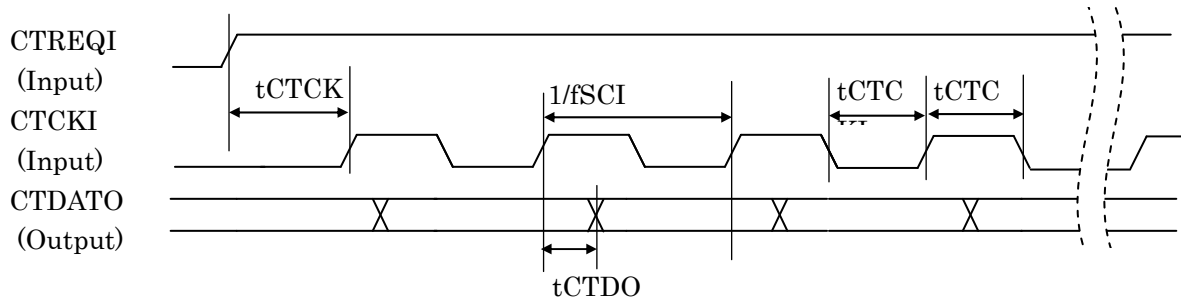 CTREQI
(Input)
tCTCK
1/fSCI
tCTC
tCTC
CTCKI
(Input)
CTDATO
(Output)
tCTDO